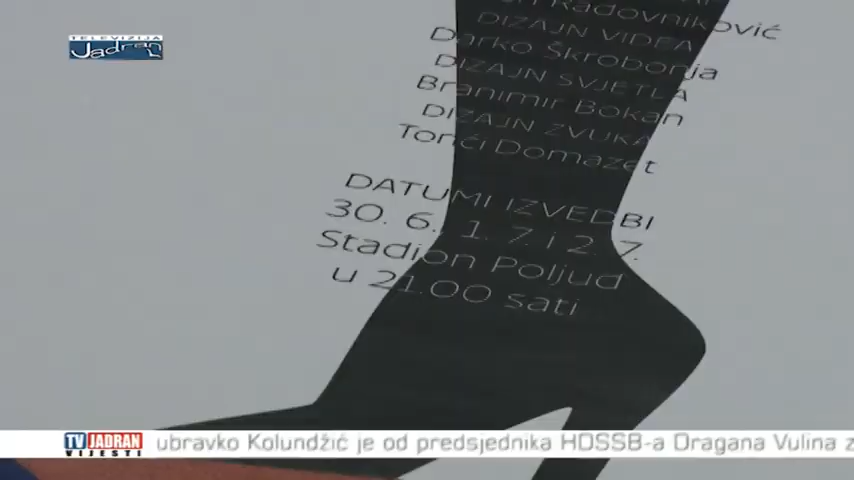 Radovniković
DIZAJN VIDEA
Darko Škrobonja
DIZAJN SVJETLA
Branimir Bokan
DIZAJN ZVUKA
Tonći Domazet
DATUMI IZVEDBI
30. 6., 1. 7. i 2. 7.
Stadion Poljud
u 21.00 sati
TELEVIZIJA
Jadran
TV JADRAN
VIJESTI
ubravko Kolundžić je od predsjednika HDSSB-a Dragana Vulina z